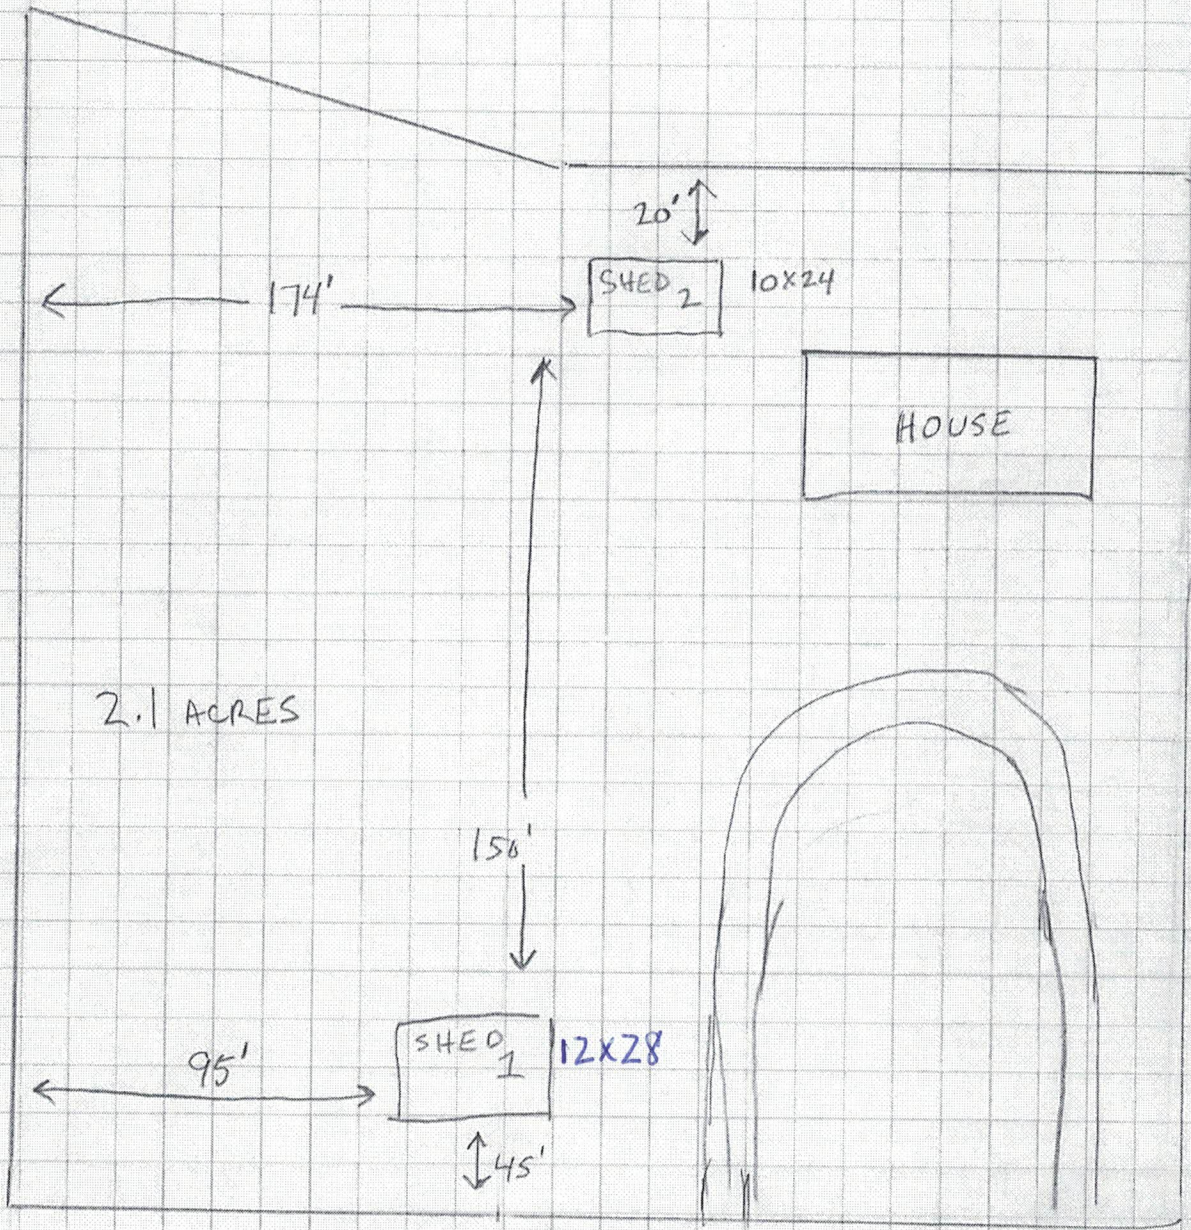 20'
SHED 2
10X24
174'
HOUSE
2.1 ACRES
150'
SHED 1
12X28
95'
45'